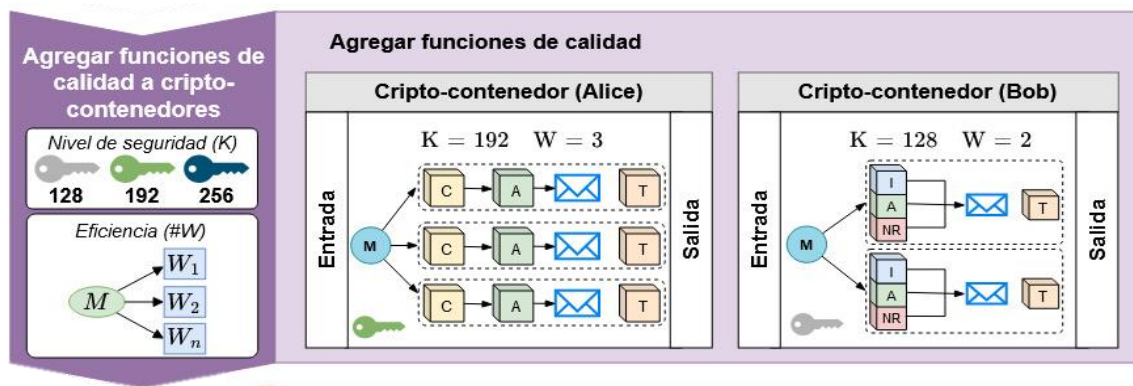 Agregar funciones de
calidad a cripto-
contenedores
Nivel de seguridad (K)
128 192 256
Eficiencia (#W)
M
W₁
W₂
Wₙ
Agregar funciones de calidad
Cripto-contenedor (Alice)
Entrada
K = 192 W = 3
M
C A T
C A T
C A T
Salida
Cripto-contenedor (Bob)
Entrada
K = 128 W = 2
M
I
A
NR
T
I
A
NR
T
Salida